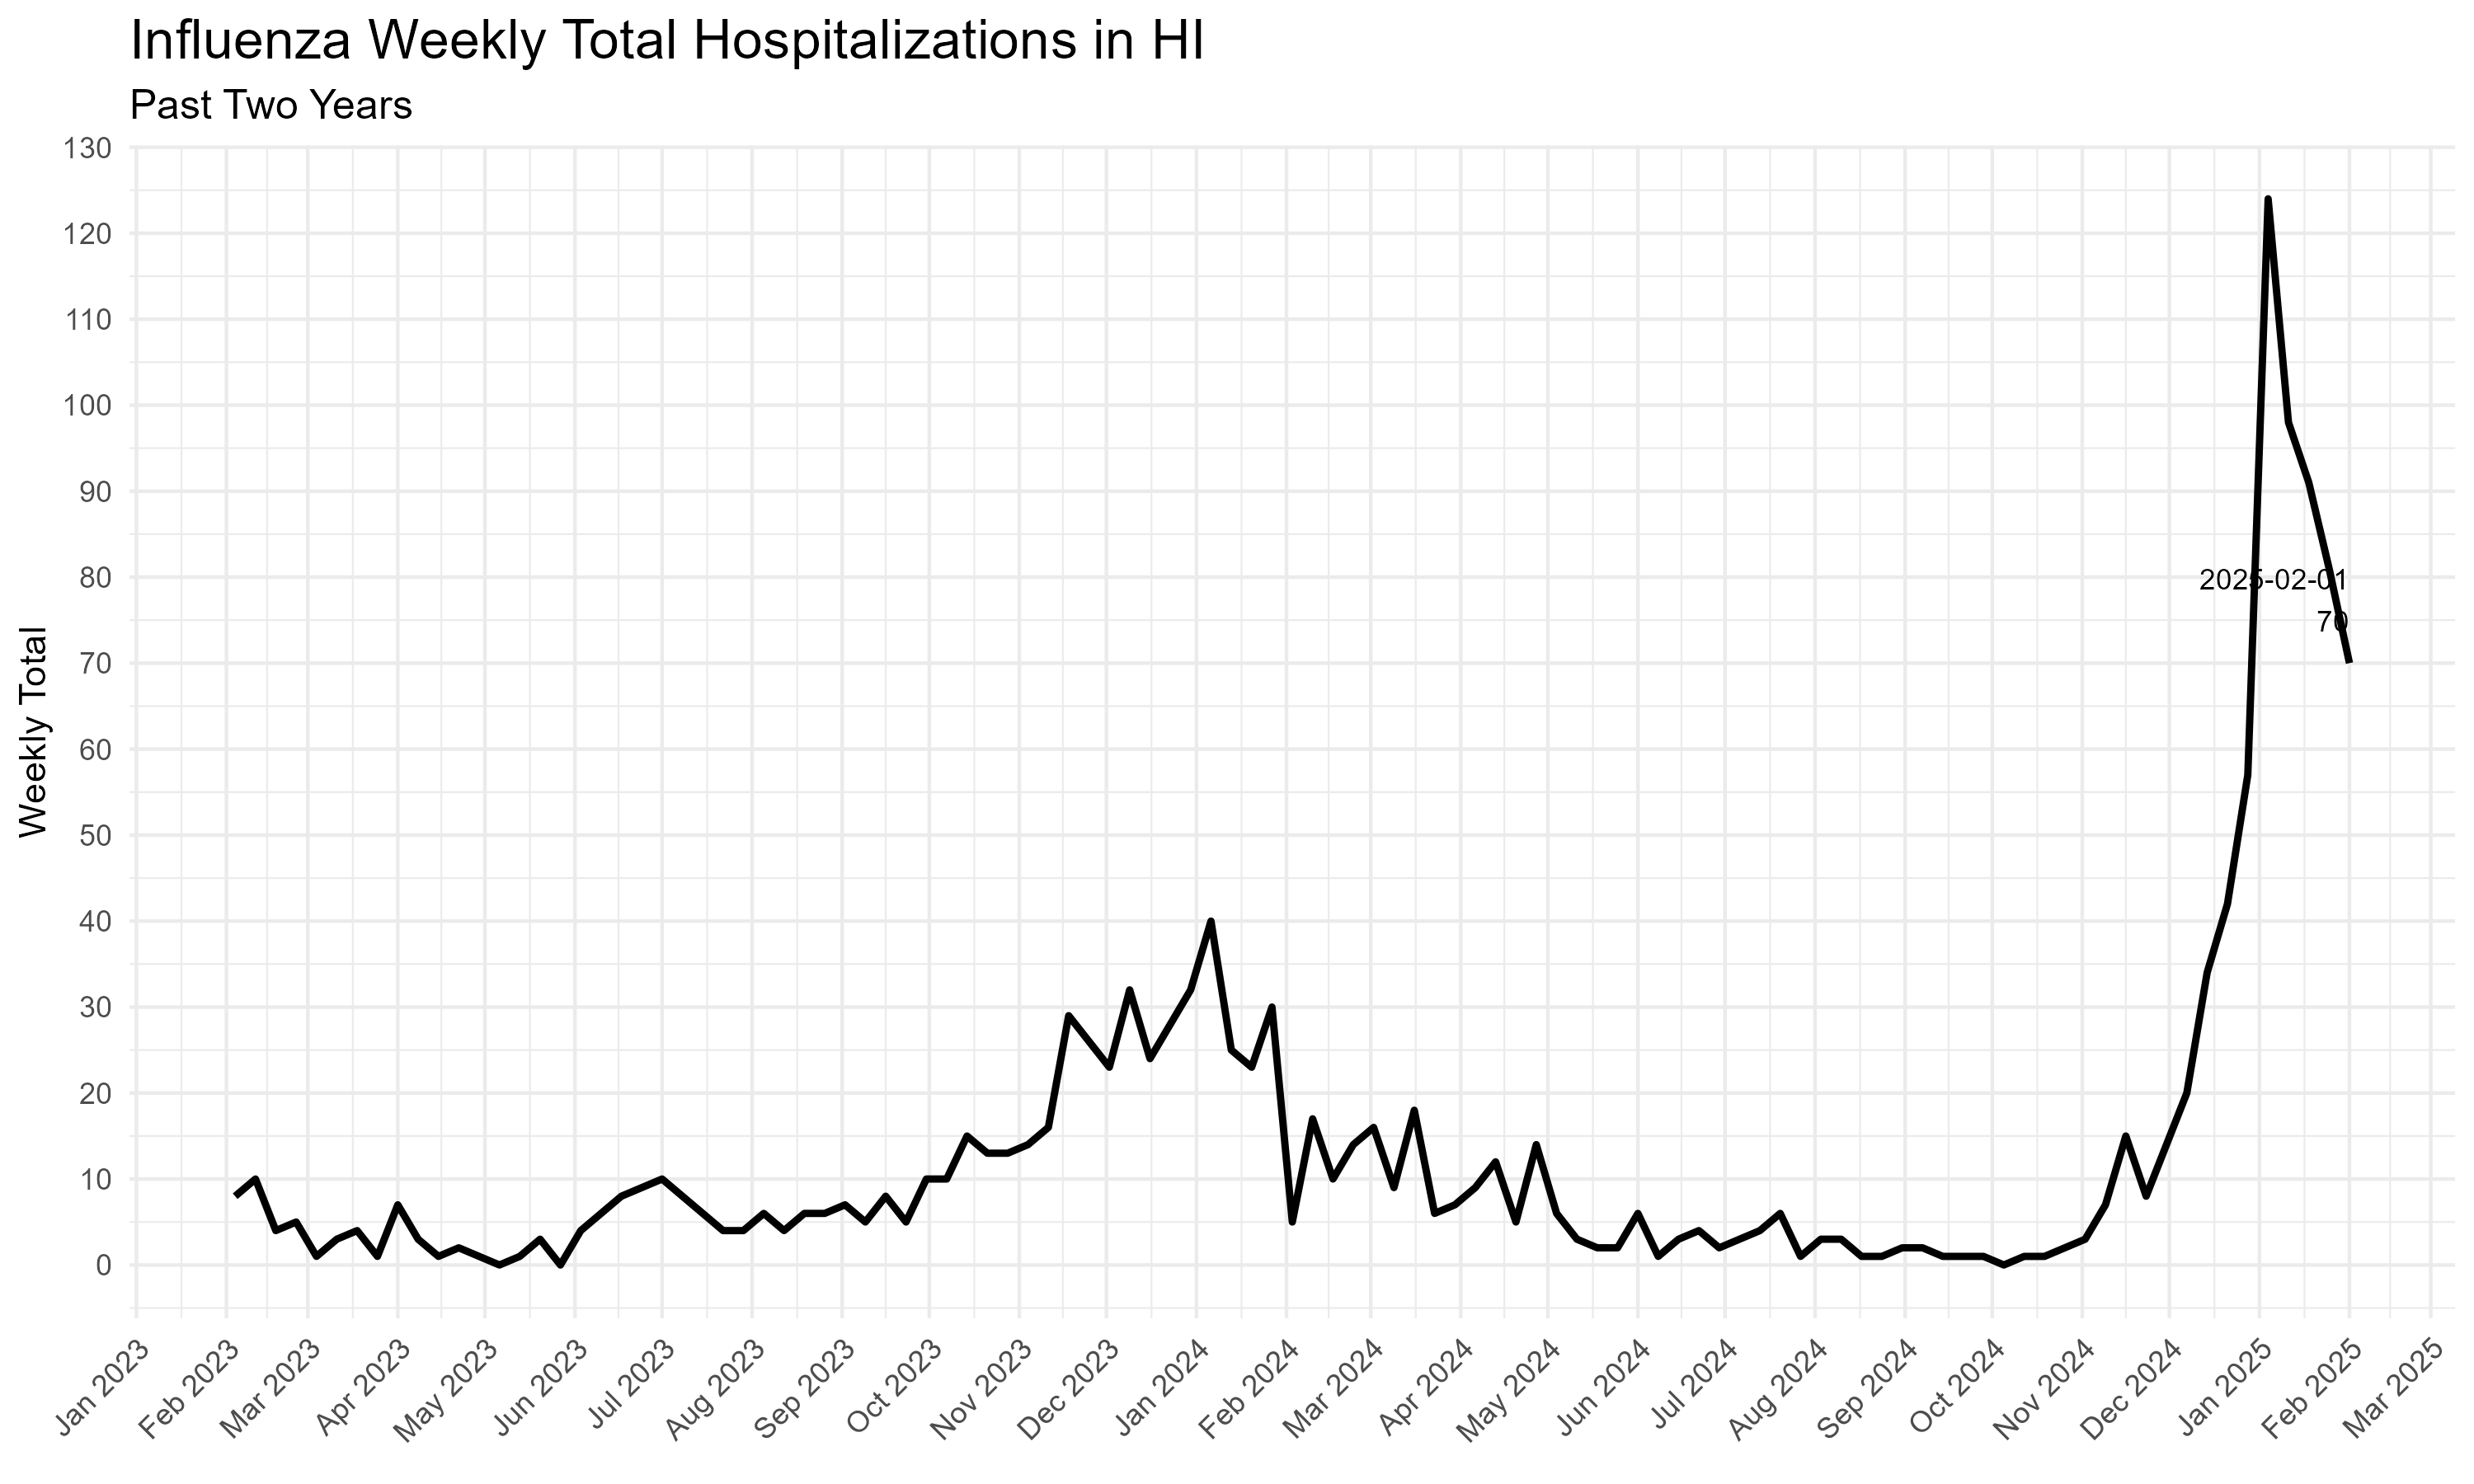 Influenza Weekly Total Hospitalizations in HI
Past Two Years
130
120
110
100
90
80
70
60
50
40
30
20
10
0
Weekly Total
2025-02-01
70
Jan 2023
Feb 2023
Mar 2023
Apr 2023
May 2023
Jun 2023
Jul 2023
Aug 2023
Sep 2023
Oct 2023
Nov 2023
Dec 2023
Jan 2024
Feb 2024
Mar 2024
Apr 2024
May 2024
Jun 2024
Jul 2024
Aug 2024
Sep 2024
Oct 2024
Nov 2024
Dec 2024
Jan 2025
Feb 2025
Mar 2025